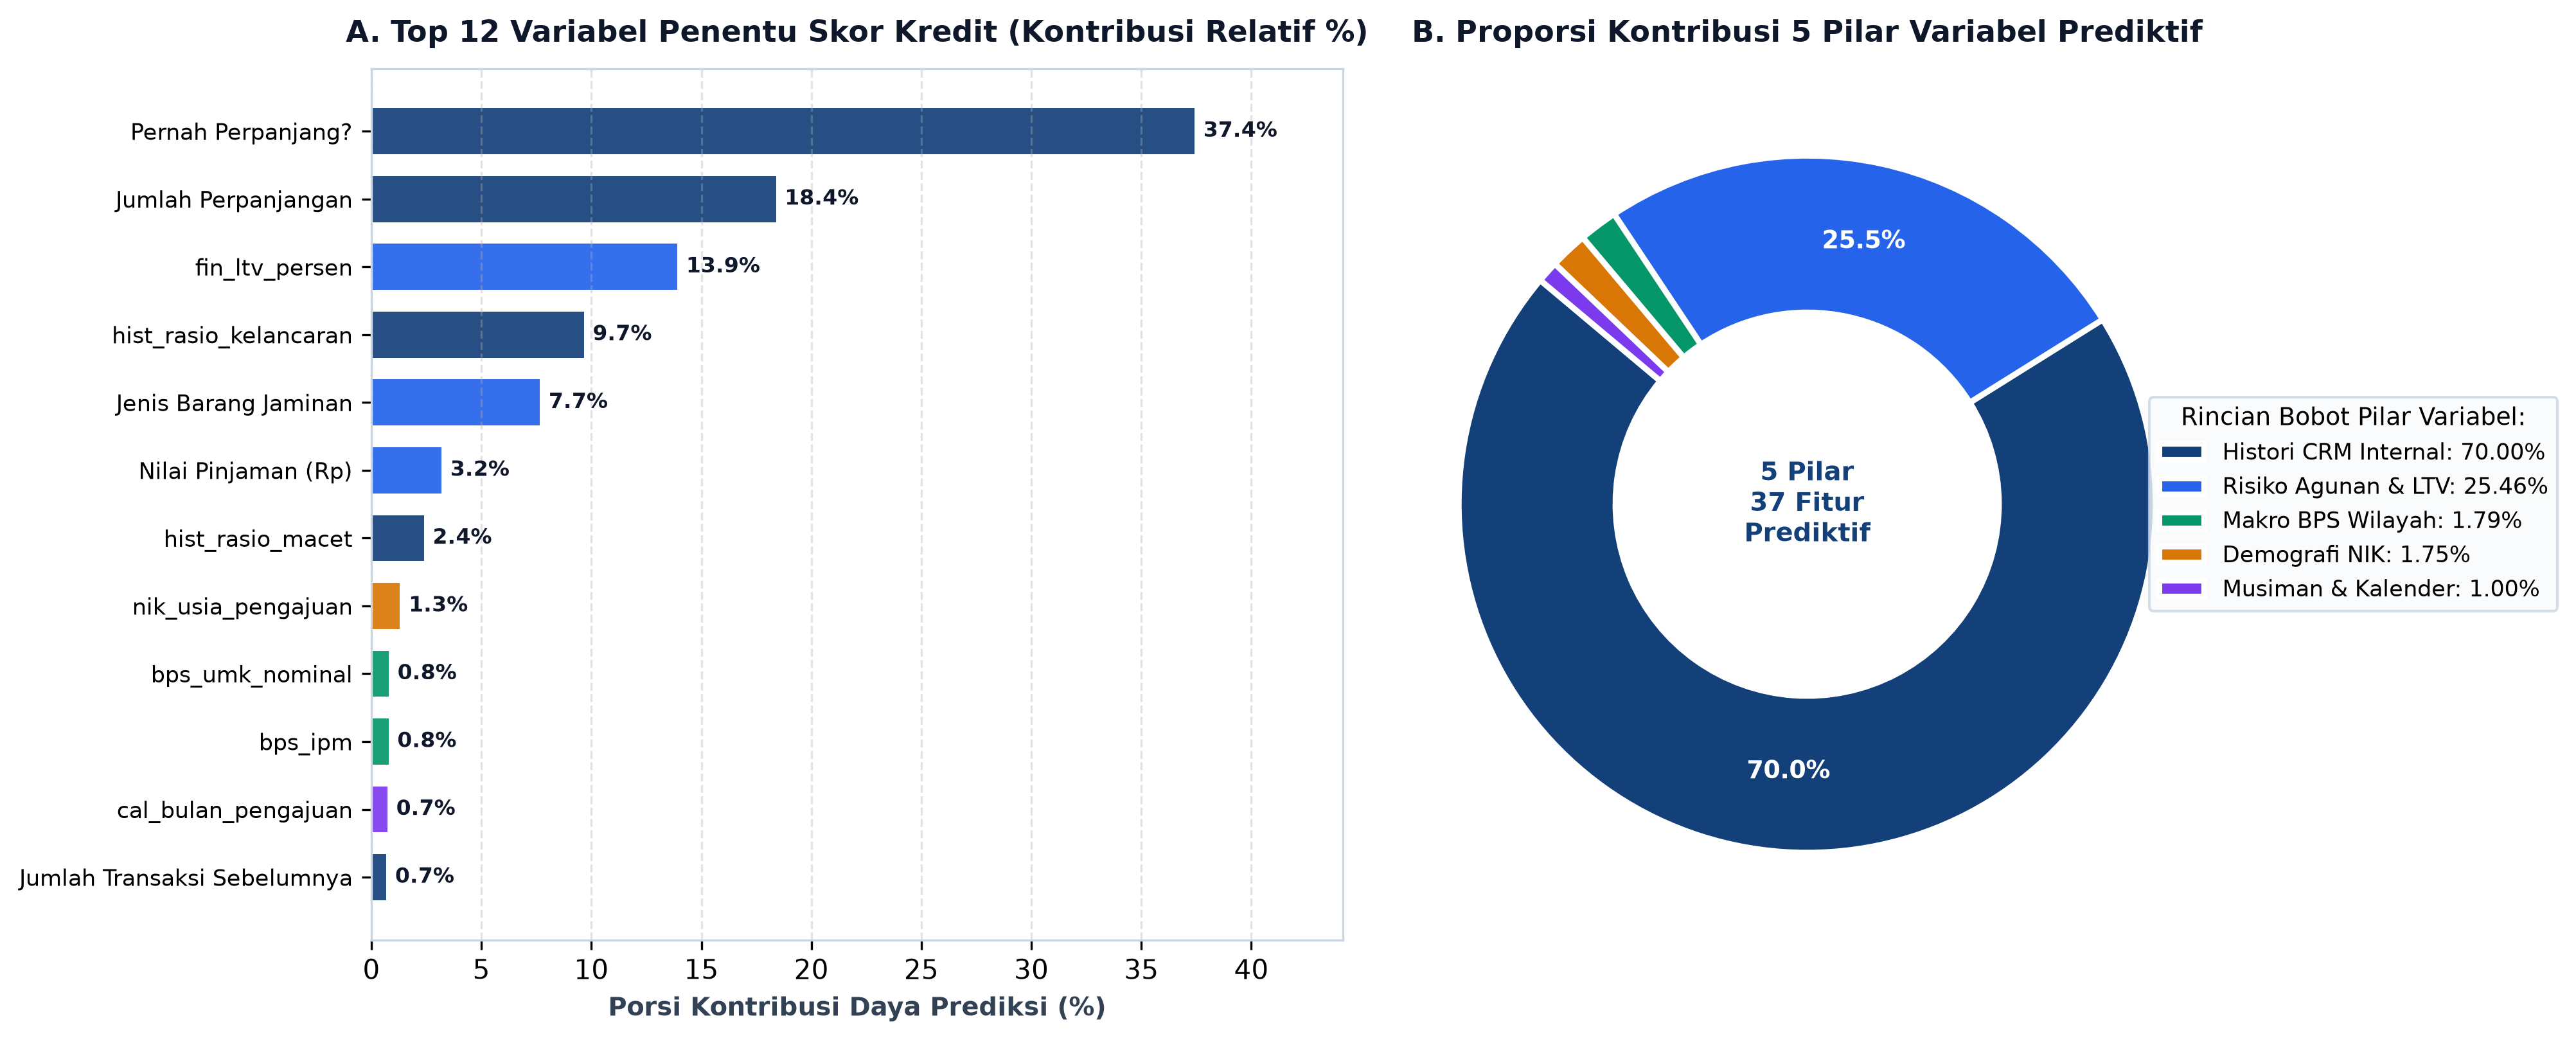 A. Top 12 Variabel Penentu Skor Kredit (Kontribusi Relatif %)
Pernah Perpanjang?
37.4%
Jumlah Perpanjangan
18.4%
fin_ltv_persen
13.9%
hist_rasio_kelancaran
9.7%
Jenis Barang Jaminan
7.7%
Nilai Pinjaman (Rp)
3.2%
hist_rasio_macet
2.4%
nik_usia_pengajuan
1.3%
bps_umk_nominal
0.8%
bps_ipm
0.8%
cal_bulan_pengajuan
0.7%
Jumlah Transaksi Sebelumnya
0.7%
0 5 10 15 20 25 30 35 40
Porsi Kontribusi Daya Prediksi (%)
B. Proporsi Kontribusi 5 Pilar Variabel Prediktif
25.5%
5 Pilar
37 Fitur
Prediktif
70.0%
Rincian Bobot Pilar Variabel:
Histori CRM Internal: 70.00%
Risiko Agunan & LTV: 25.46%
Makro BPS Wilayah: 1.79%
Demografi NIK: 1.75%
Musiman & Kalender: 1.00%